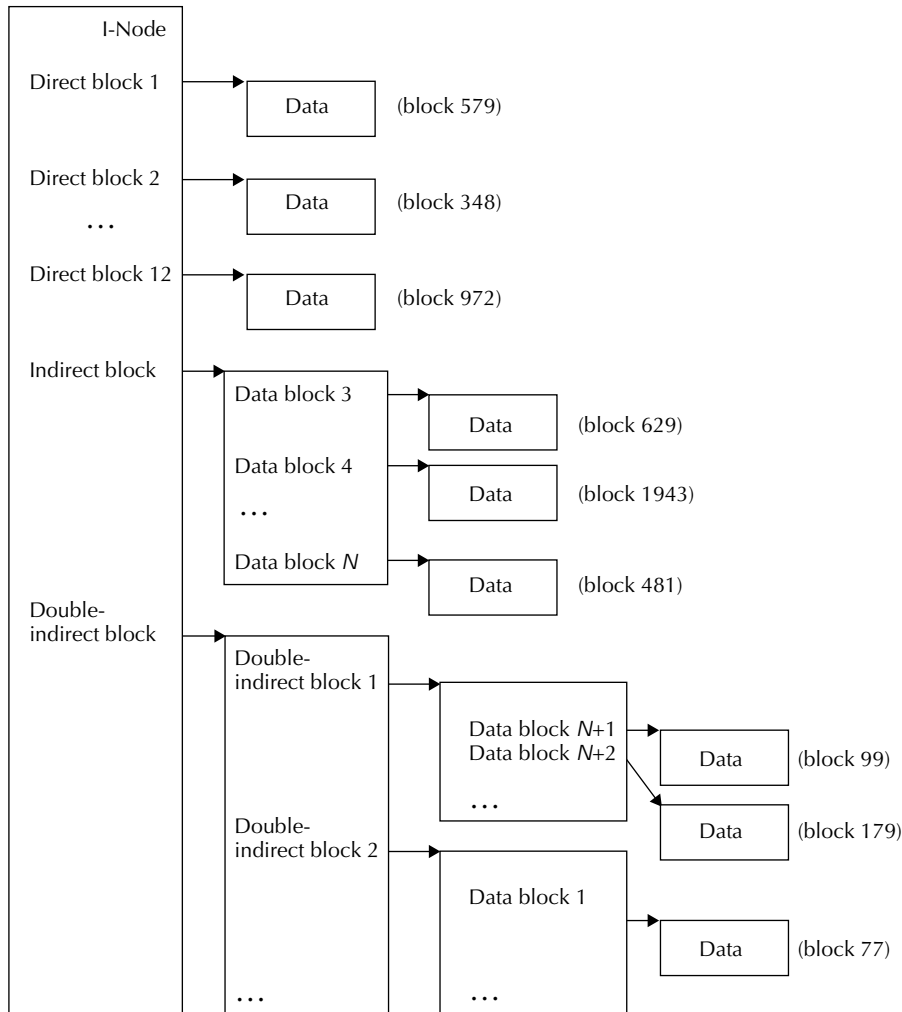 I-Node
Direct block 1
Data (block 579)
Direct block 2
Data (block 348)
...
Direct block 12
Data (block 972)
Indirect block
Data block 3
Data (block 629)
Data block 4
Data (block 1943)
...
Data block N
Data (block 481)
Double-
indirect block
Double-
indirect block 1
Data block N+1
Data block N+2
Data (block 99)
...
Data (block 179)
Double-
indirect block 2
Data block 1
Data (block 77)
...
...